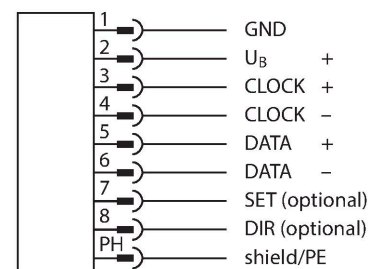 1 GND
2 U_B +
3 CLOCK +
4 CLOCK –
5 DATA +
6 DATA –
7 SET (optional)
8 DIR (optional)
PH shield/PE